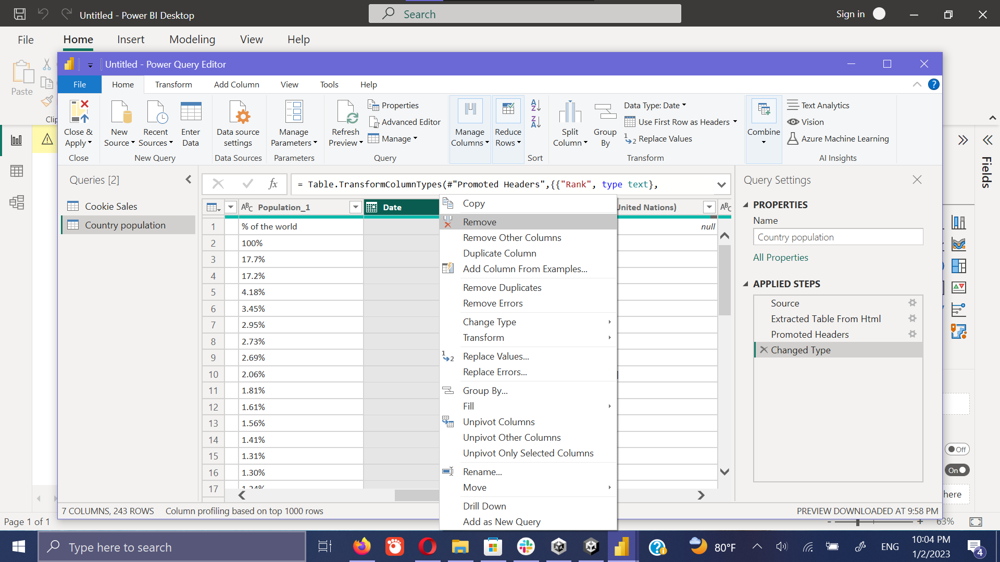 Untitled - Power BI Desktop
Search
Sign in
File
Home
Insert
Modeling
View
Help
Paste
Untitled - Power Query Editor
File
Home
Transform
Add Column
View
Tools
Help
Close &
Apply
New
Source
Recent
Sources
Enter
Data
Data source
settings
Manage
Parameters
Refresh
Preview
Properties
Advanced Editor
Manage
Manage
Columns
Reduce
Rows
Split
Column
Group
By
Data Type: Date
Use First Row as Headers
Replace Values
Combine
Text Analytics
Vision
Azure Machine Learning
Close
New Query
Data Sources
Parameters
Query
Sort
Transform
AI Insights
Queries [2]
Cookie Sales
Country population
fx
= Table.TransformColumnTypes(#"Promoted Headers",{{"Rank", type text},
Population_1
Date
United Nations)
1
% of the world
null
2
100%
3
17.7%
4
17.2%
5
4.18%
6
3.45%
7
2.95%
8
2.73%
9
2.69%
10
2.06%
11
1.81%
12
1.61%
13
1.56%
14
1.41%
15
1.31%
16
1.30%
17
Copy
Remove
Remove Other Columns
Duplicate Column
Add Column From Examples...
Remove Duplicates
Remove Errors
Change Type
Transform
Replace Values...
Replace Errors...
Group By...
Fill
Unpivot Columns
Unpivot Other Columns
Unpivot Only Selected Columns
Rename...
Move
Drill Down
Add as New Query
Query Settings
PROPERTIES
Name
Country population
All Properties
APPLIED STEPS
Source
Extracted Table From Html
Promoted Headers
Changed Type
Fields
Off
On
here
7 COLUMNS, 243 ROWS
Column profiling based on top 1000 rows
PREVIEW DOWNLOADED AT 9:58 PM
Page 1 of 1
63%
Type here to search
80°F
ENG
10:04 PM
1/2/2023
4